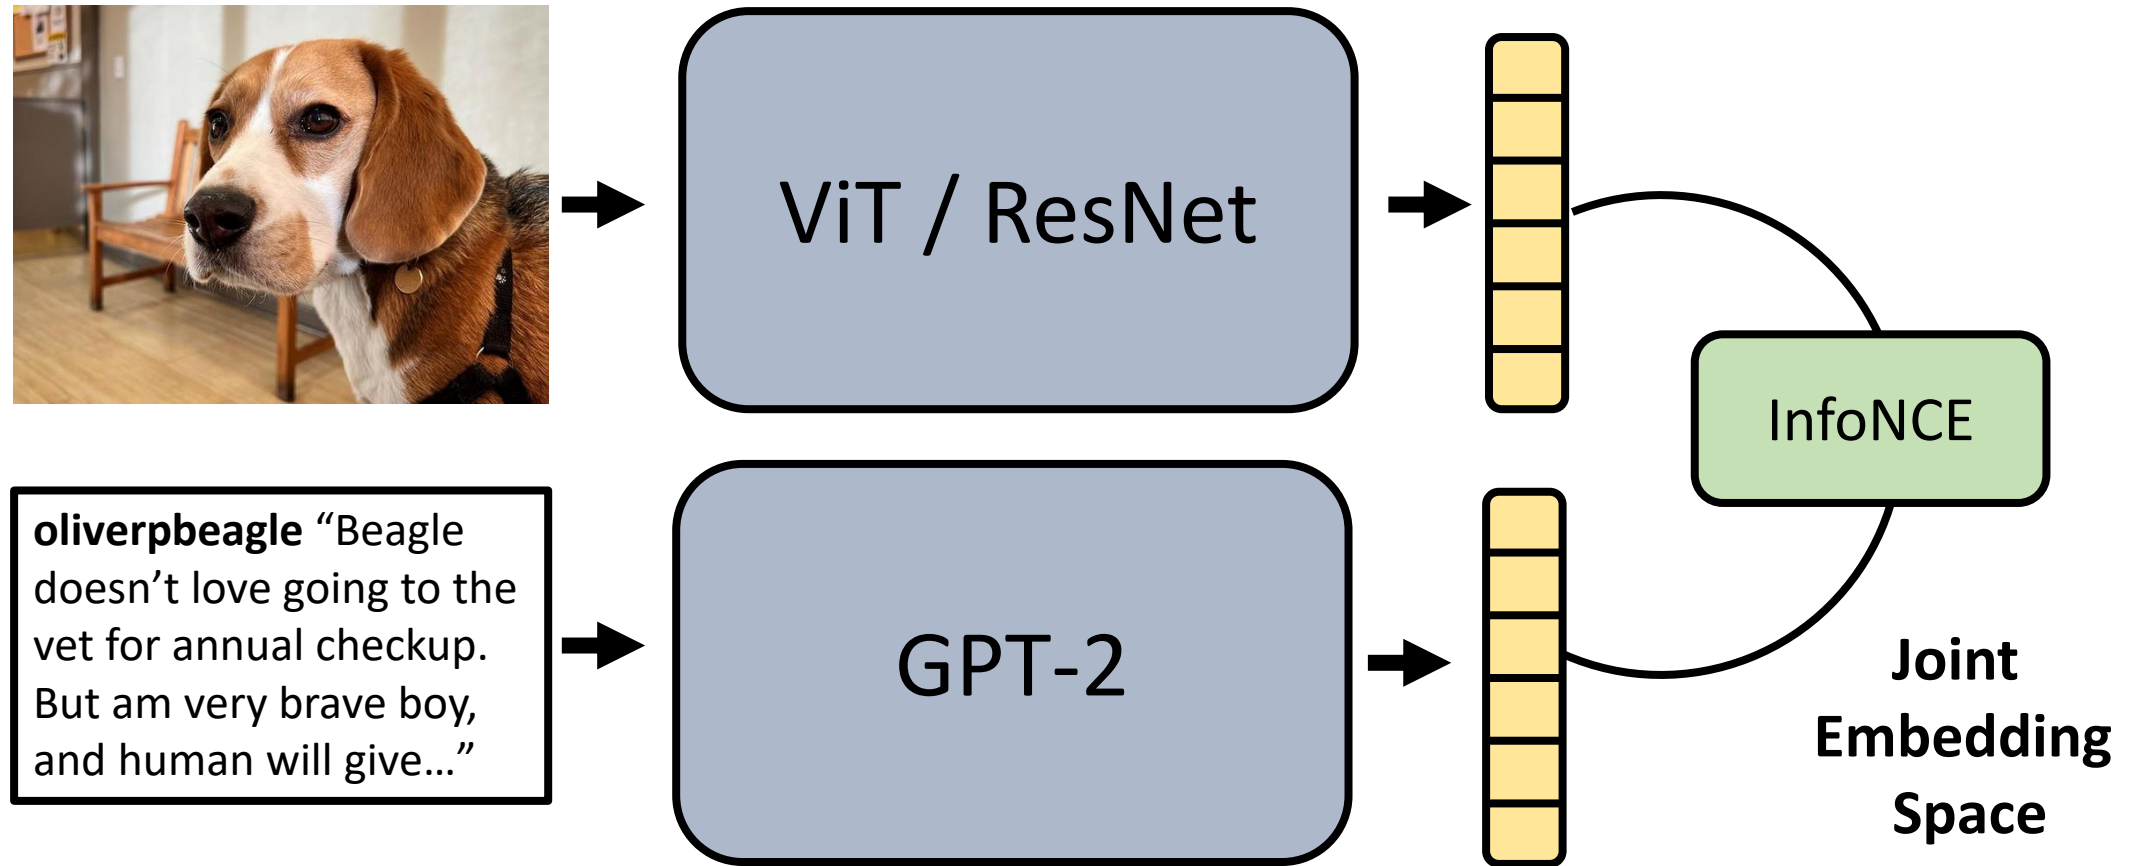 ViT / ResNet
InfoNCE
oliverpbeagle “Beagle
doesn’t love going to the
vet for annual checkup.
But am very brave boy,
and human will give…”
GPT-2
Joint
Embedding
Space